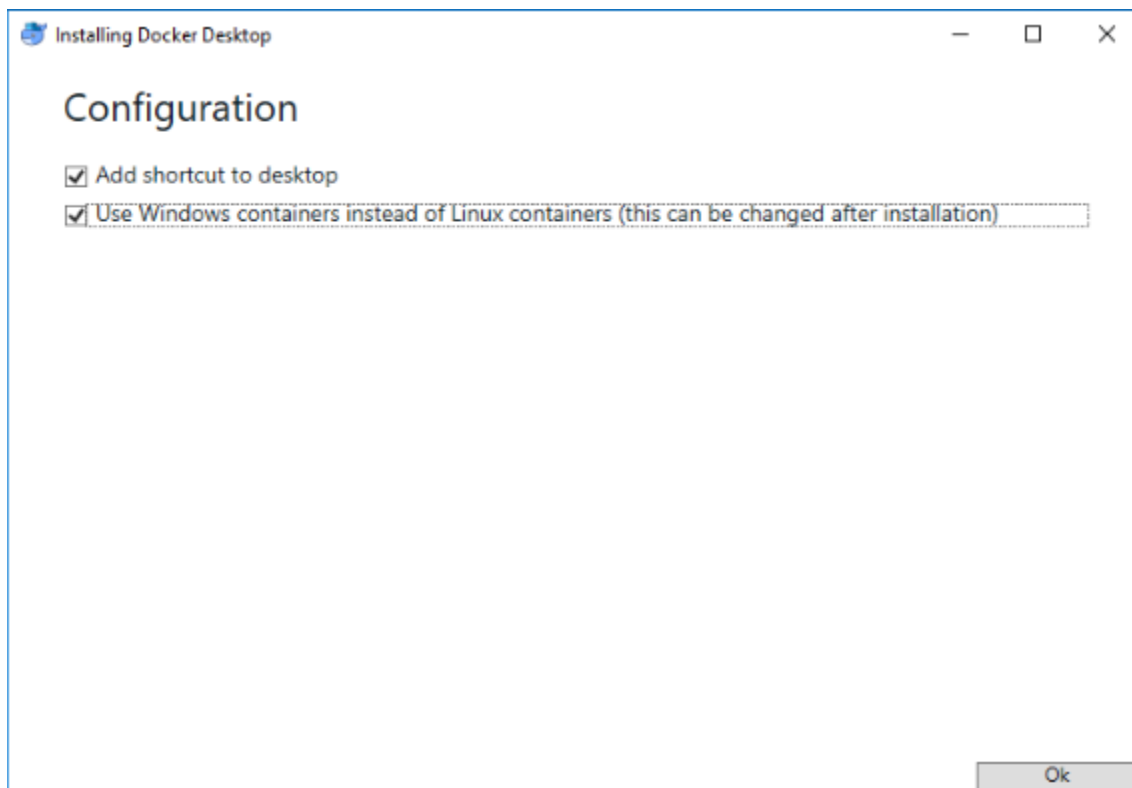 Installing Docker Desktop
Configuration
Add shortcut to desktop
Use Windows containers instead of Linux containers (this can be changed after installation)
Ok